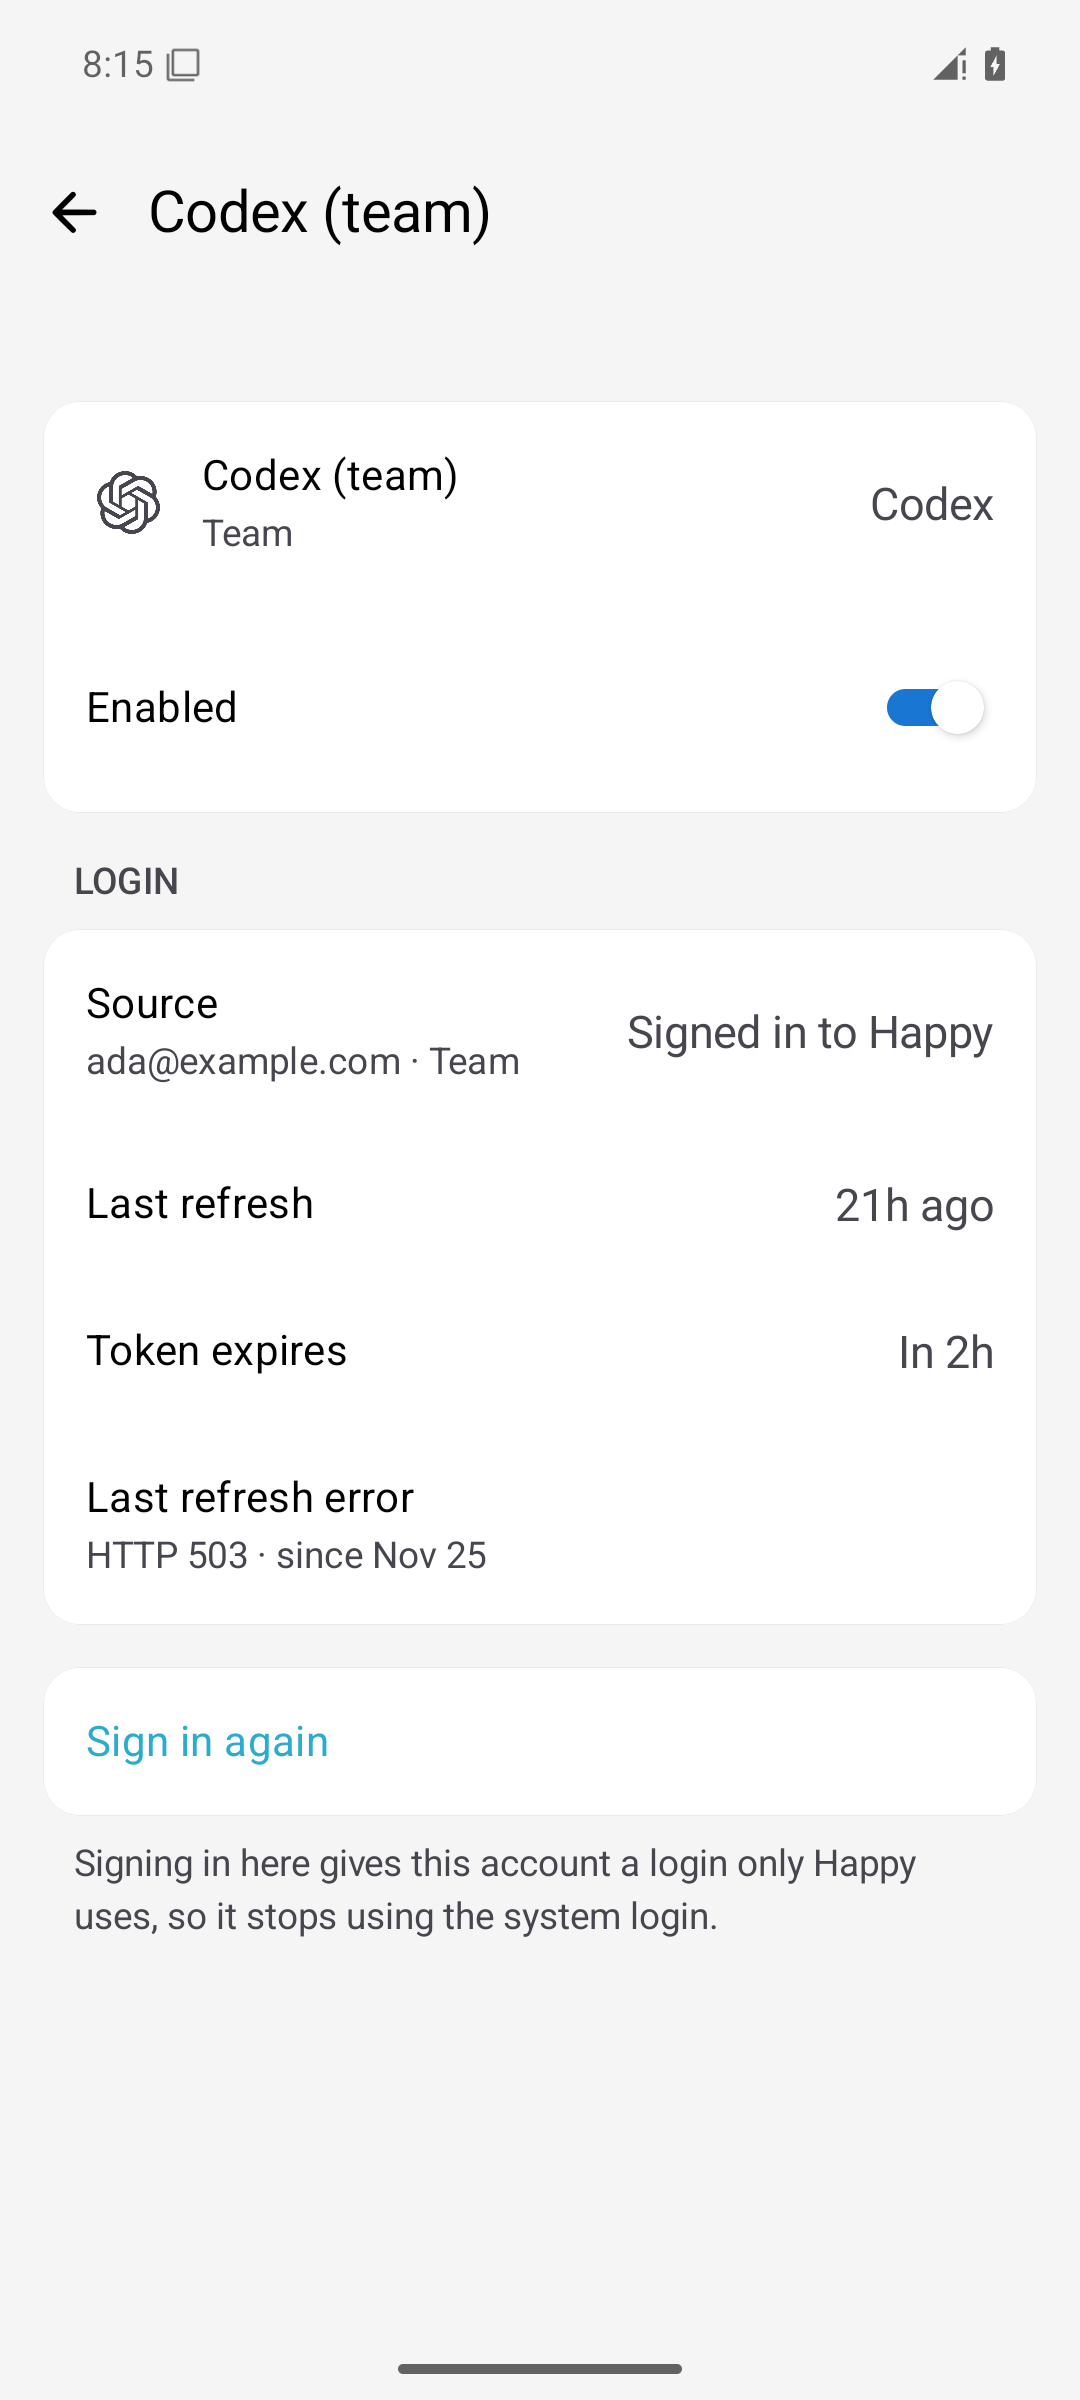 8:15
Codex (team)
Codex (team)
Team
Codex
Enabled
LOGIN
Source
ada@example.com · Team
Signed in to Happy
Last refresh
21h ago
Token expires
In 2h
Last refresh error
HTTP 503 · since Nov 25
Sign in again
Signing in here gives this account a login only Happy
uses, so it stops using the system login.